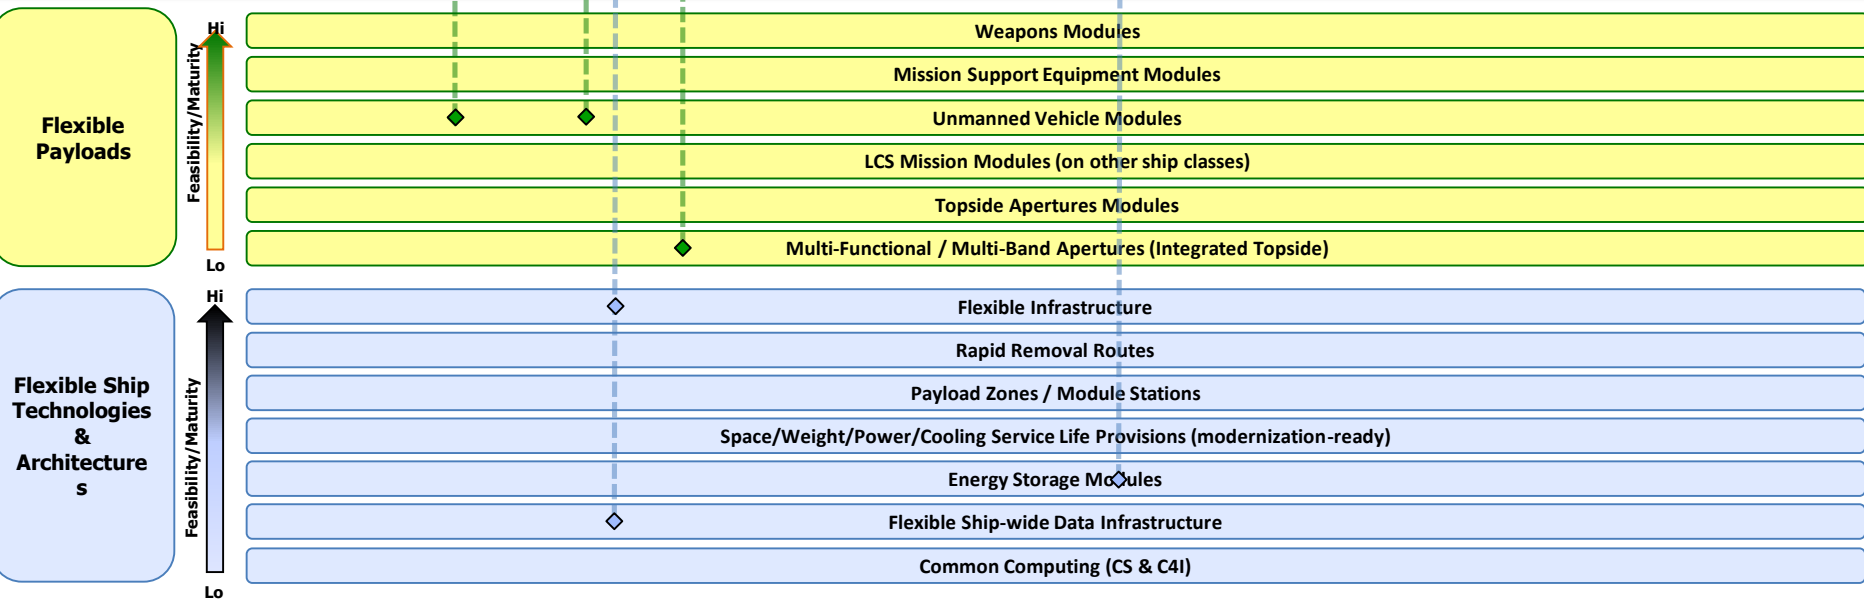 Flexible
Payloads
Hi
Feasibility/Maturity
Lo
Weapons Modules
Mission Support Equipment Modules
Unmanned Vehicle Modules
LCS Mission Modules (on other ship classes)
Topside Apertures Modules
Multi-Functional / Multi-Band Apertures (Integrated Topside)
Flexible Ship
Technologies
&
Architecture
s
Hi
Feasibility/Maturity
Lo
Flexible Infrastructure
Rapid Removal Routes
Payload Zones / Module Stations
Space/Weight/Power/Cooling Service Life Provisions (modernization-ready)
Energy Storage Modules
Flexible Ship-wide Data Infrastructure
Common Computing (CS & C4I)